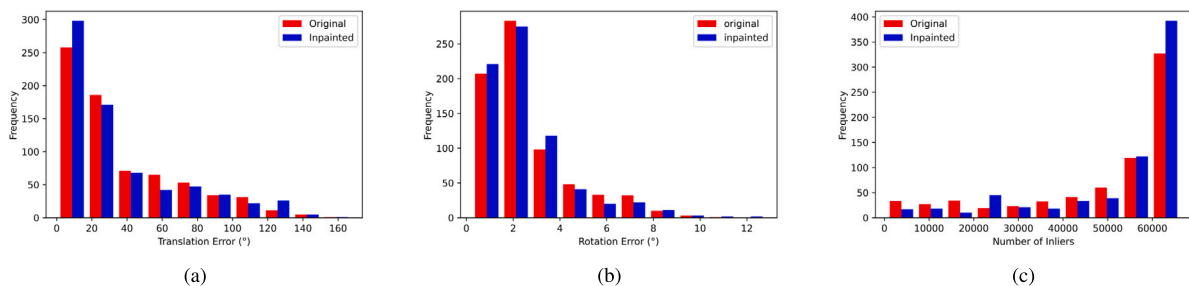 300
250
200
150
100
50
0
Frequency
Original
Inpainted
0 20 40 60 80 100 120 140 160
Translation Error (°)
(a)
250
200
150
100
50
0
Frequency
original
inpainted
0 2 4 6 8 10 12
Rotation Error (°)
(b)
400
350
300
250
200
150
100
50
0
Frequency
Original
Inpainted
0 10000 20000 30000 40000 50000 60000
Number of Inliers
(c)